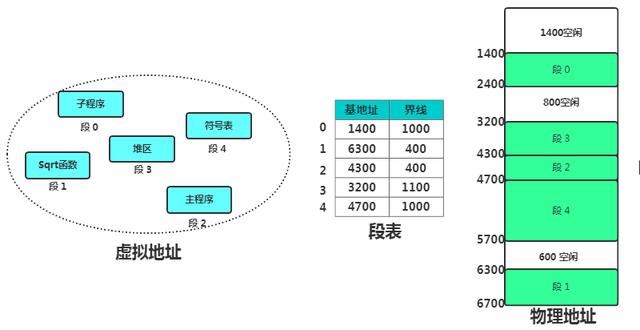 子程序
段 0
符号表
段 4
堆区
段 3
Sqrt函数
段 1
主程序
段 2
虚拟地址
基地址 界线
0 1400 1000
1 6300 400
2 4300 400
3 3200 1100
4 4700 1000
段表
1400空闲
1400
段 0
2400
800空闲
3200
段 3
4300
段 2
4700
段 4
5700
600 空闲
6300
段 1
6700
物理地址